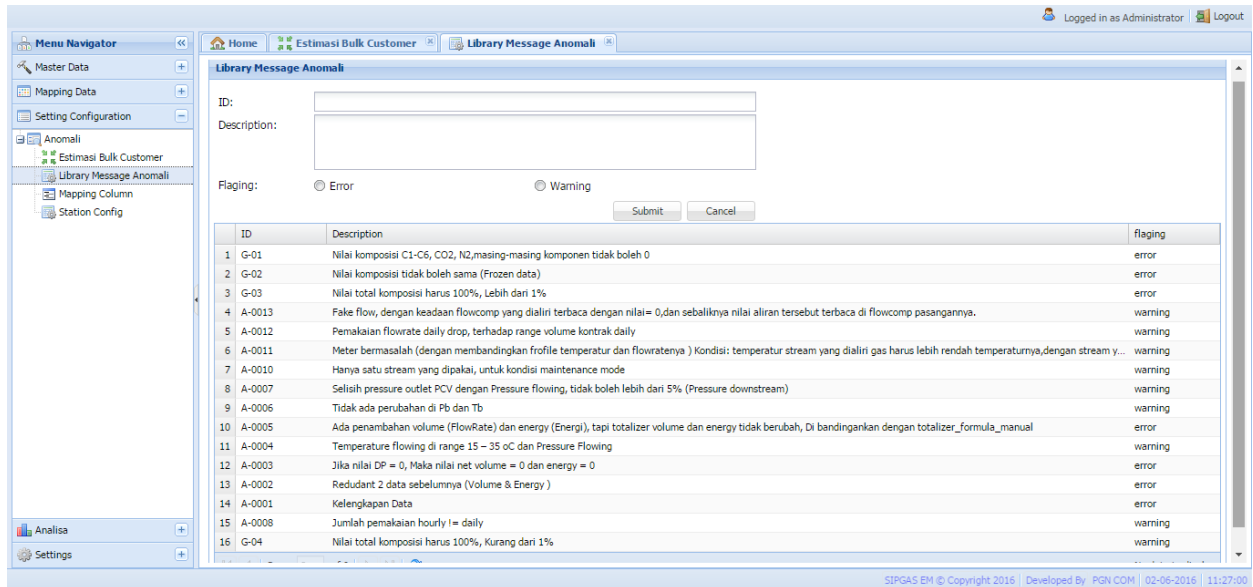 Logged in as Administrator Logout
Menu Navigator
Home Estimasi Bulk Customer Library Message Anomali
Master Data
Mapping Data
Setting Configuration
Anomali
Estimasi Bulk Customer
Library Message Anomali
Mapping Column
Station Config
Analisa
Settings
Library Message Anomali
ID:
Description:
Flaging: Error Warning
Submit Cancel
ID Description flaging
1 G-01 Nilai komposisi C1-C6, CO2, N2,masing-masing komponen tidak boleh 0 error
2 G-02 Nilai komposisi tidak boleh sama (Frozen data) error
3 G-03 Nilai total komposisi harus 100%, Lebih dari 1% error
4 A-0013 Fake flow, dengan keadaan flowcomp yang dialiri terbaca dengan nilai= 0,dan sebaliknya nilai aliran tersebut terbaca di flowcomp pasangannya. warning
5 A-0012 Pemakaian flowrate daily drop, terhadap range volume kontrak daily warning
6 A-0011 Meter bermasalah (dengan membandingkan frofile temperatur dan flowratenya ) Kondisi: temperatur stream yang dialiri gas harus lebih rendah temperaturnya,dengan stream y... warning
7 A-0010 Hanya satu stream yang dipakai, untuk kondisi maintenance mode warning
8 A-0007 Selisih pressure outlet PCV dengan Pressure flowing, tidak boleh lebih dari 5% (Pressure downstream) warning
9 A-0006 Tidak ada perubahan di Pb dan Tb warning
10 A-0005 Ada penambahan volume (FlowRate) dan energy (Energi), tapi totalizer volume dan energy tidak berubah, Di bandingankan dengan totalizer_formula_manual error
11 A-0004 Temperature flowing di range 15 – 35 oC dan Pressure Flowing warning
12 A-0003 Jika nilai DP = 0, Maka nilai net volume = 0 dan energy = 0 error
13 A-0002 Redudant 2 data sebelumnya (Volume & Energy ) error
14 A-0001 Kelengkapan Data error
15 A-0008 Jumlah pemakaian hourly != daily warning
16 G-04 Nilai total komposisi harus 100%, Kurang dari 1% warning
SIPGAS EM © Copyright 2016 Developed By PGN COM 02-06-2016